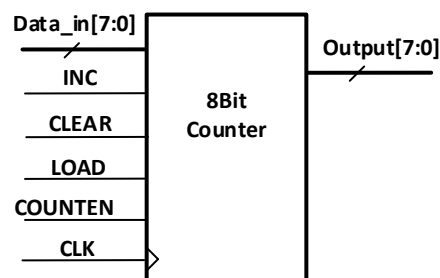 Data_in[7:0]
INC
CLEAR
LOAD
COUNTEN
CLK
8Bit
Counter
Output[7:0]